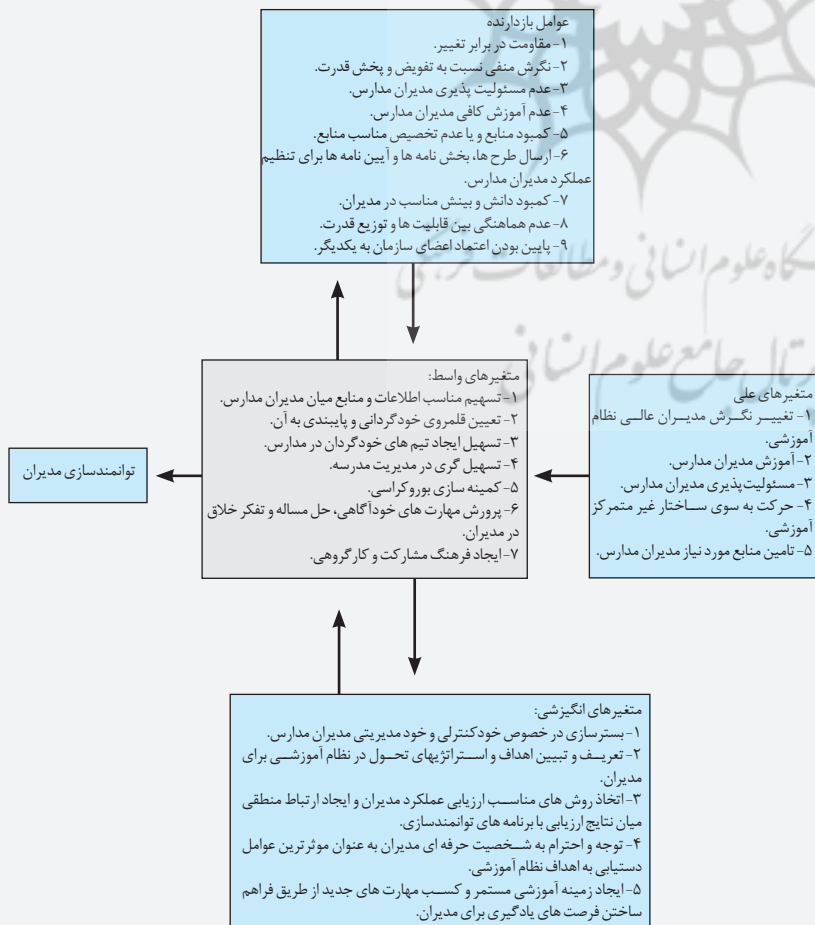 عوامل بازدارنده
۱- مقاومت در برابر تغییر.
۲- نگرش منفی نسبت به تفویض و پخش قدرت.
۳- عدم مسئولیت پذیری مدیران مدارس.
۴- عدم آموزش کافی مدیران مدارس.
۵- کمبود منابع و یا عدم تخصیص مناسب منابع.
۶- ارسال طرح ها، بخش نامه ها و آیین نامه ها برای تنظیم
عملکرد مدیران مدارس.
۷- کمبود دانش و بینش مناسب در مدیران.
۸- عدم هماهنگی بین قابلیت ها و توزیع قدرت.
۹- پایین بودن اعتماد اعضای سازمان به یکدیگر.
گاه علوم انسانی و مطالعات فرهنگی
رتال جامع علوم انسانی
متغیرهای علی
۱- تغییر نگرش مدیران عالی نظام
آموزشی.
۲- آموزش مدیران مدارس.
۳- مسئولیت‌پذیری مدیران مدارس.
۴- حرکت به سوی ساختار غیر متمرکز
آموزشی.
۵- تامین منابع مورد نیاز مدیران مدارس.
متغیرهای واسط:
۱- تسهیم مناسب اطلاعات و منابع میان مدیران مدارس.
۲- تعیین قلمروی خودگردانی و پایبندی به آن.
۳- تسهیل ایجاد تیم های خودگردان در مدارس.
۴- تسهیل گری در مدیریت مدرسه.
۵- کمینه سازی بوروکراسی.
۶- پرورش مهارت های خودآگاهی، حل مساله و تفکر خلاق
در مدیران.
۷- ایجاد فرهنگ مشارکت و کار گروهی.
توانمندسازی مدیران
متغیرهای انگیزشی:
۱- بسترسازی در خصوص خودکنترلی و خود مدیریتی مدیران مدارس.
۲- تعریف و تبیین اهداف و استراتژیهای تحول در نظام آموزشی برای
مدیران.
۳- اتخاذ روش های مناسب ارزیابی عملکرد مدیران و ایجاد ارتباط منطقی
میان نتایج ارزیابی با برنامه های توانمندسازی.
۴- توجه و احترام به شخصیت حرفه ای مدیران به عنوان موثرترین عوامل
دستیابی به اهداف نظام آموزشی.
۵- ایجاد زمینه آموزشی مستمر و کسب مهارت های جدید از طریق فراهم
ساختن فرصت های یادگیری برای مدیران.